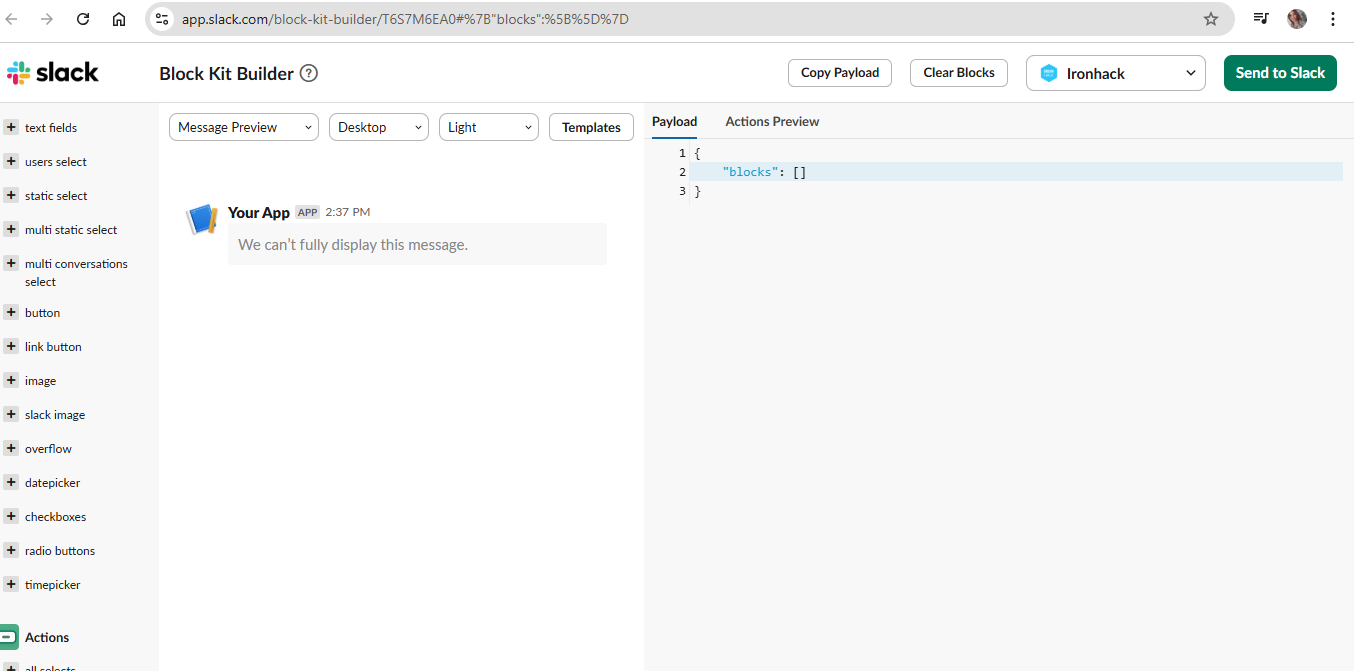 app.slack.com/block-kit-builder/T6S7M6EA0#%7B"blocks":%5B%5D%7D
slack
Block Kit Builder ?
Copy Payload
Clear Blocks
Ironhack
Send to Slack
text fields
users select
static select
multi static select
multi conversations
select
button
link button
image
slack image
overflow
datepicker
checkboxes
radio buttons
timepicker
Actions
all selects
Message Preview
Desktop
Light
Templates
Your App APP 2:37 PM
We can't fully display this message.
Payload
Actions Preview
1 {
2 "blocks": []
3 }